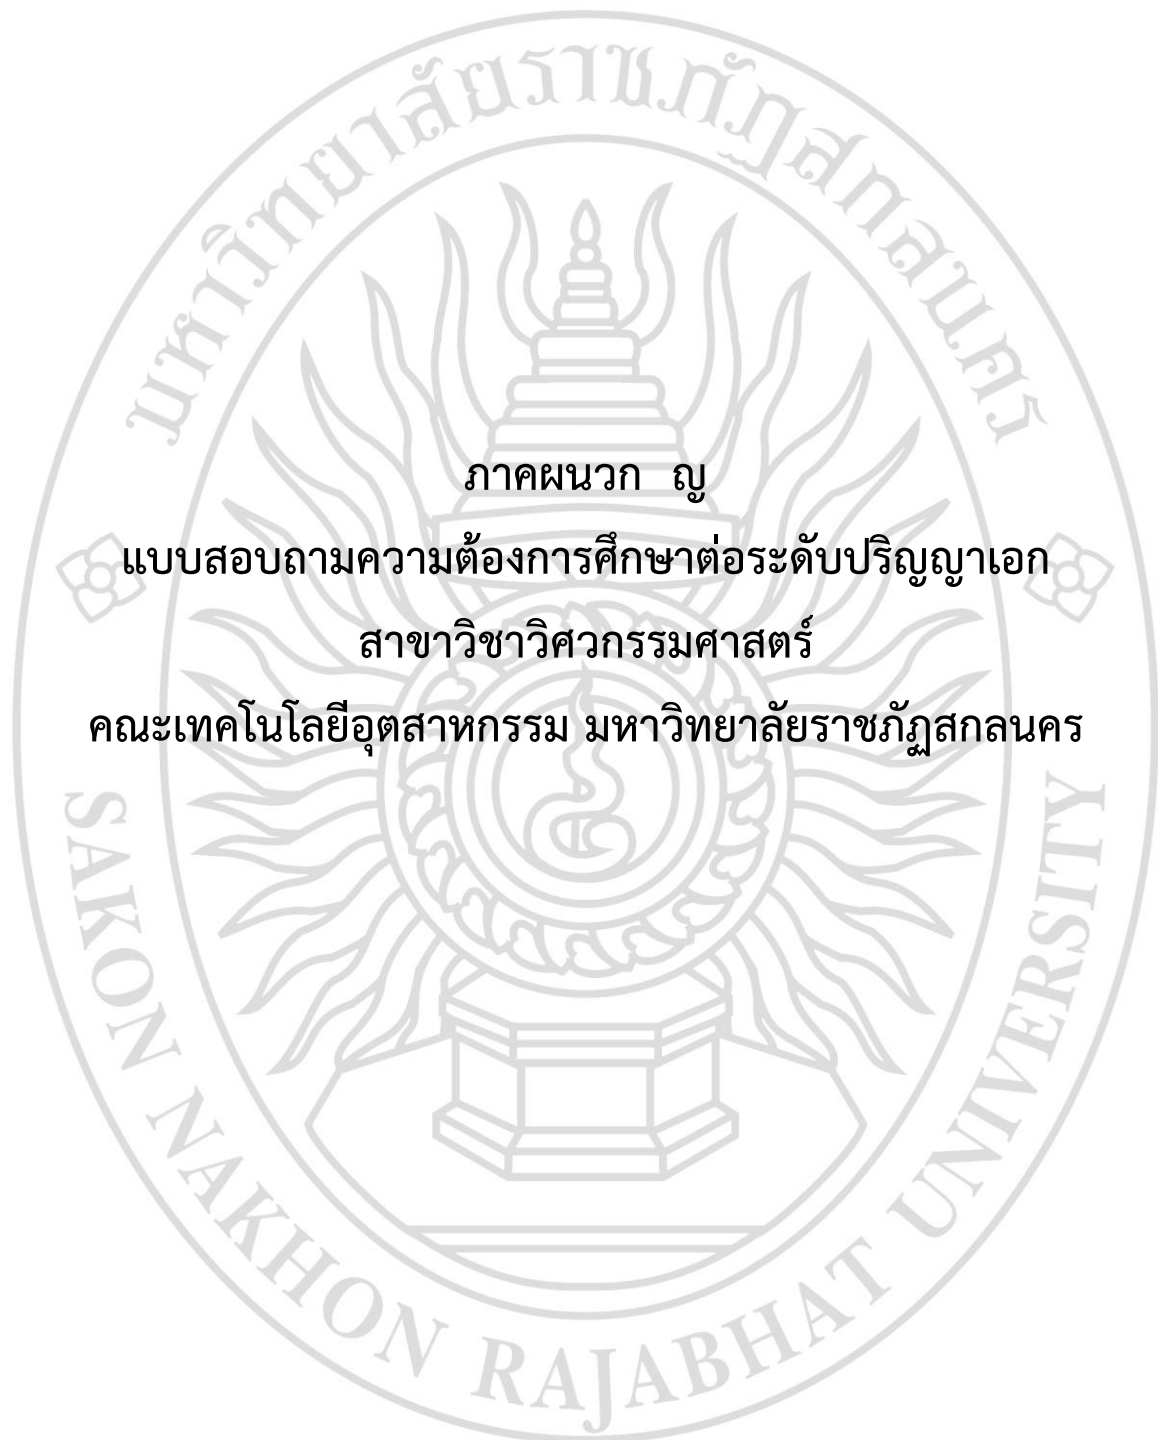 มหาวิทยาลัยราชภัฏสกลนคร
ภาคผนวก ญ
แบบสอบถามความต้องการศึกษาต่อระดับปริญญาเอก
สาขาวิชาวิศวกรรมศาสตร์
คณะเทคโนโลยีอุตสาหกรรม มหาวิทยาลัยราชภัฏสกลนคร
SAKON NAKHON RAJABHAT UNIVERSITY